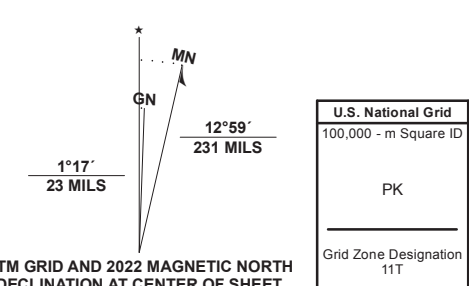 ★
MN
GN
12°59´
231 MILS
1°17´
23 MILS
TM GRID AND 2022 MAGNETIC NORTH
DECLINATION AT CENTER OF SHEET
U.S. National Grid
100,000 - m Square ID
PK
Grid Zone Designation
11T